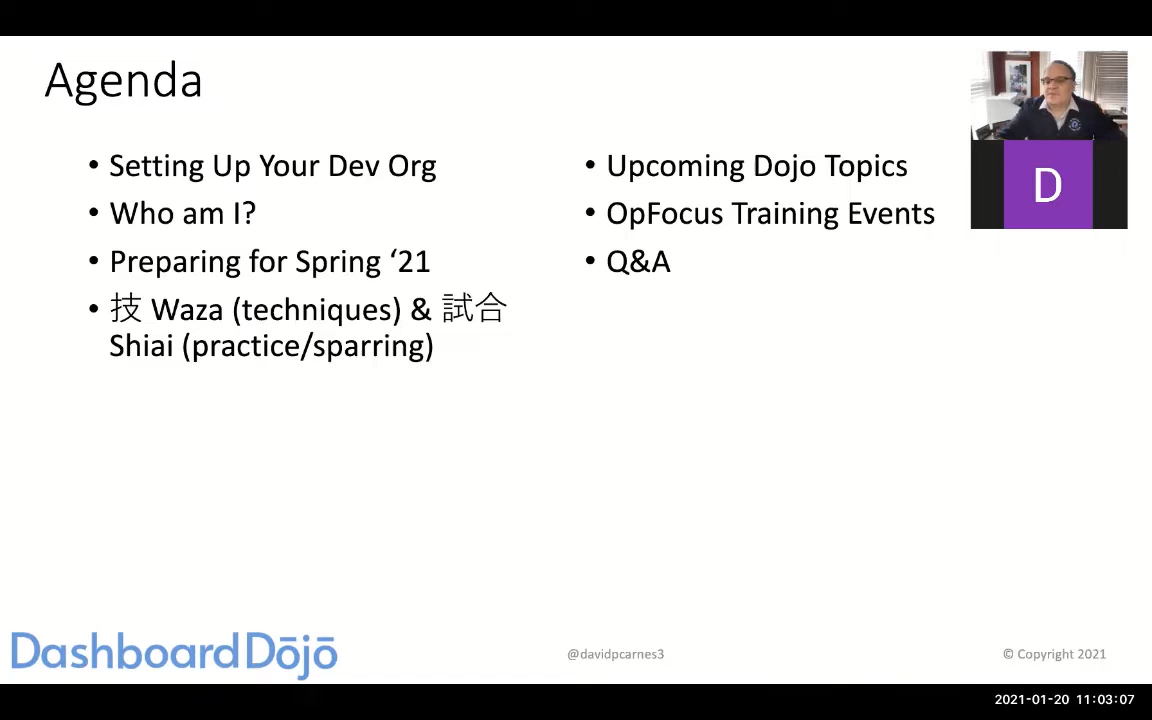 Agenda
• Setting Up Your Dev Org
• Who am I?
• Preparing for Spring ‘21
• 技 Waza (techniques) & 試合
Shiai (practice/sparring)
• Upcoming Dojo Topics
• OpFocus Training Events
• Q&A
D
DashboardDōjō
@davidpcarnes3
© Copyright 2021
2021-01-20 11:03:07